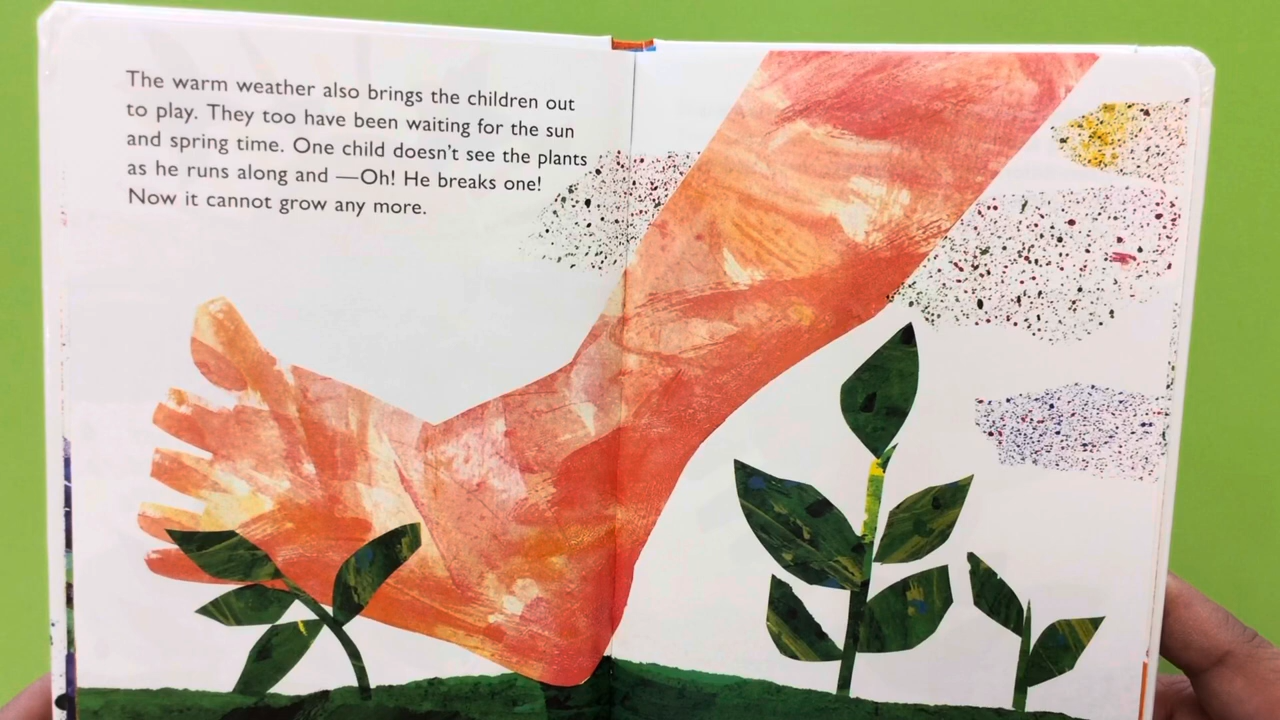 The warm weather also brings the children out
to play. They too have been waiting for the sun
and spring time. One child doesn't see the plants
as he runs along and —Oh! He breaks one!
Now it cannot grow any more.